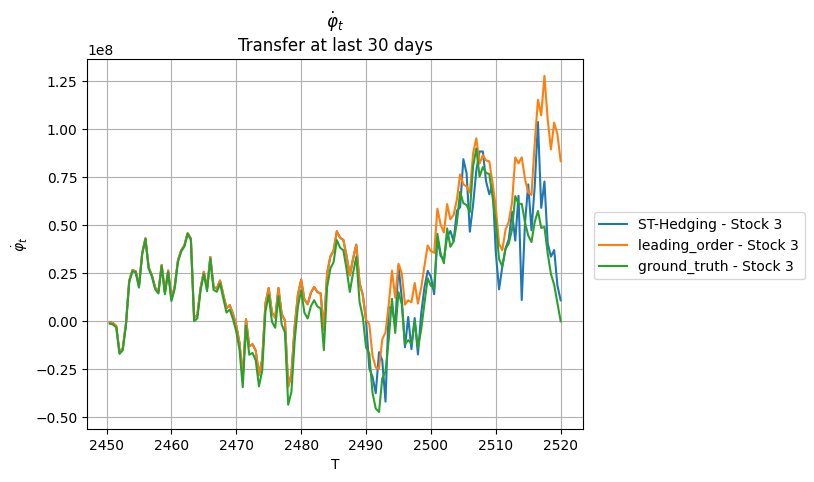 φ̇_t
Transfer at last 30 days
1e8
1.25
1.00
0.75
0.50
0.25
0.00
−0.25
−0.50
φ̇_t
2450 2460 2470 2480 2490 2500 2510 2520
T
ST-Hedging - Stock 3
leading_order - Stock 3
ground_truth - Stock 3